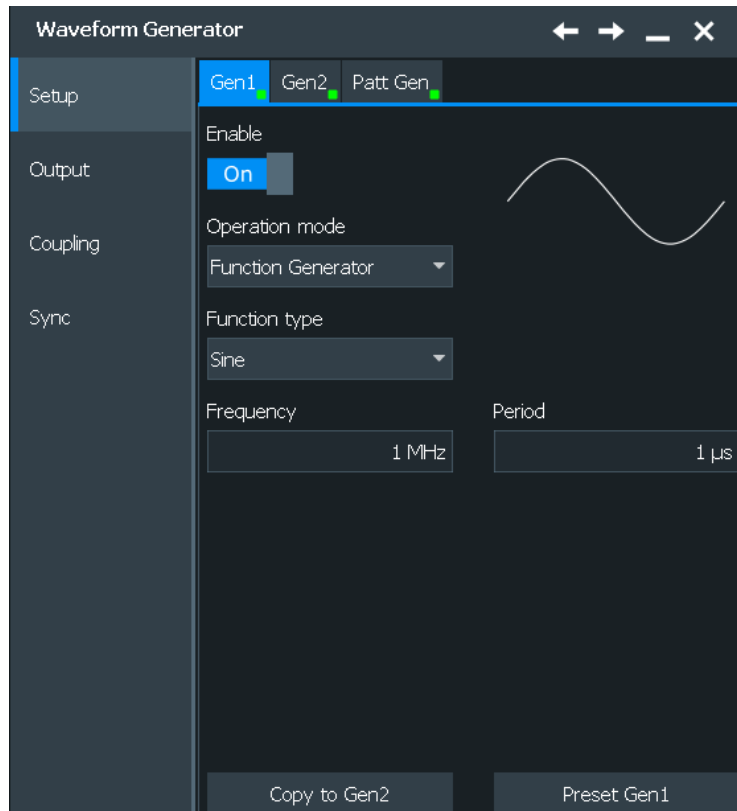 Waveform Generator
Setup
Output
Coupling
Sync
Gen1 Gen2 Patt Gen
Enable
On
Operation mode
Function Generator
Function type
Sine
Frequency Period
1 MHz 1 µs
Copy to Gen2 Preset Gen1